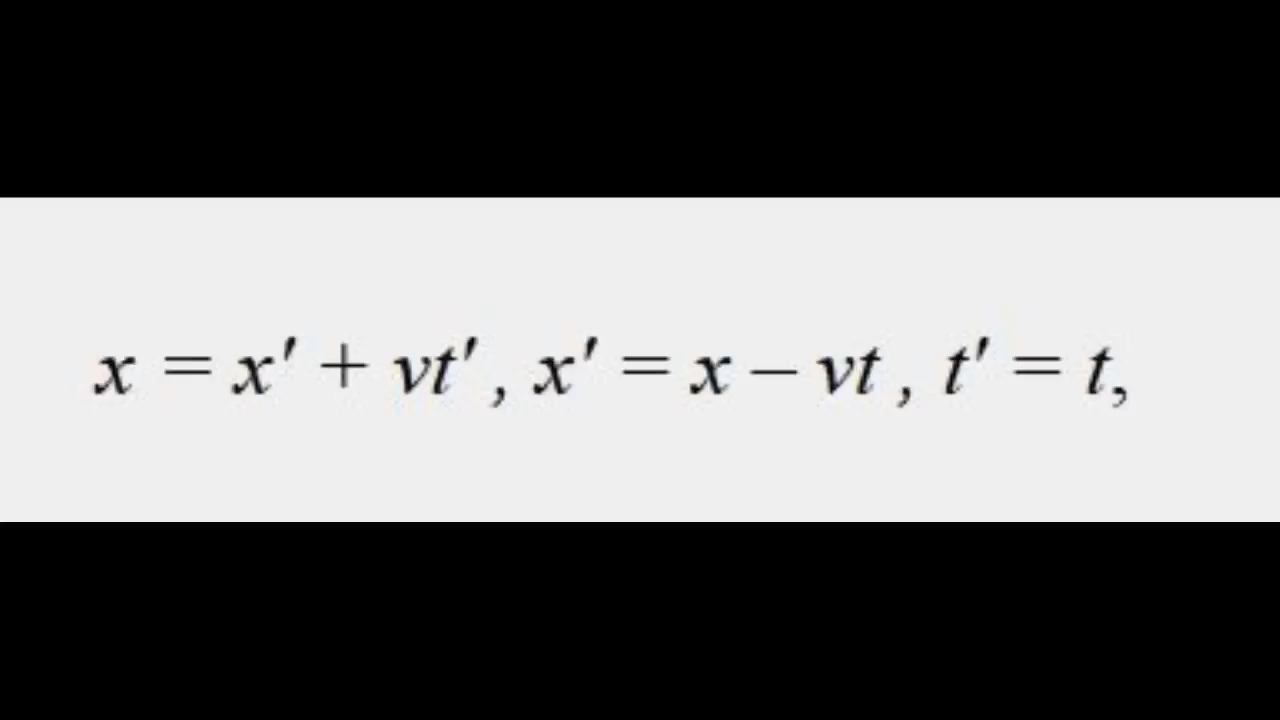 x = x′ + vt′ , x′ = x – vt , t′ = t,